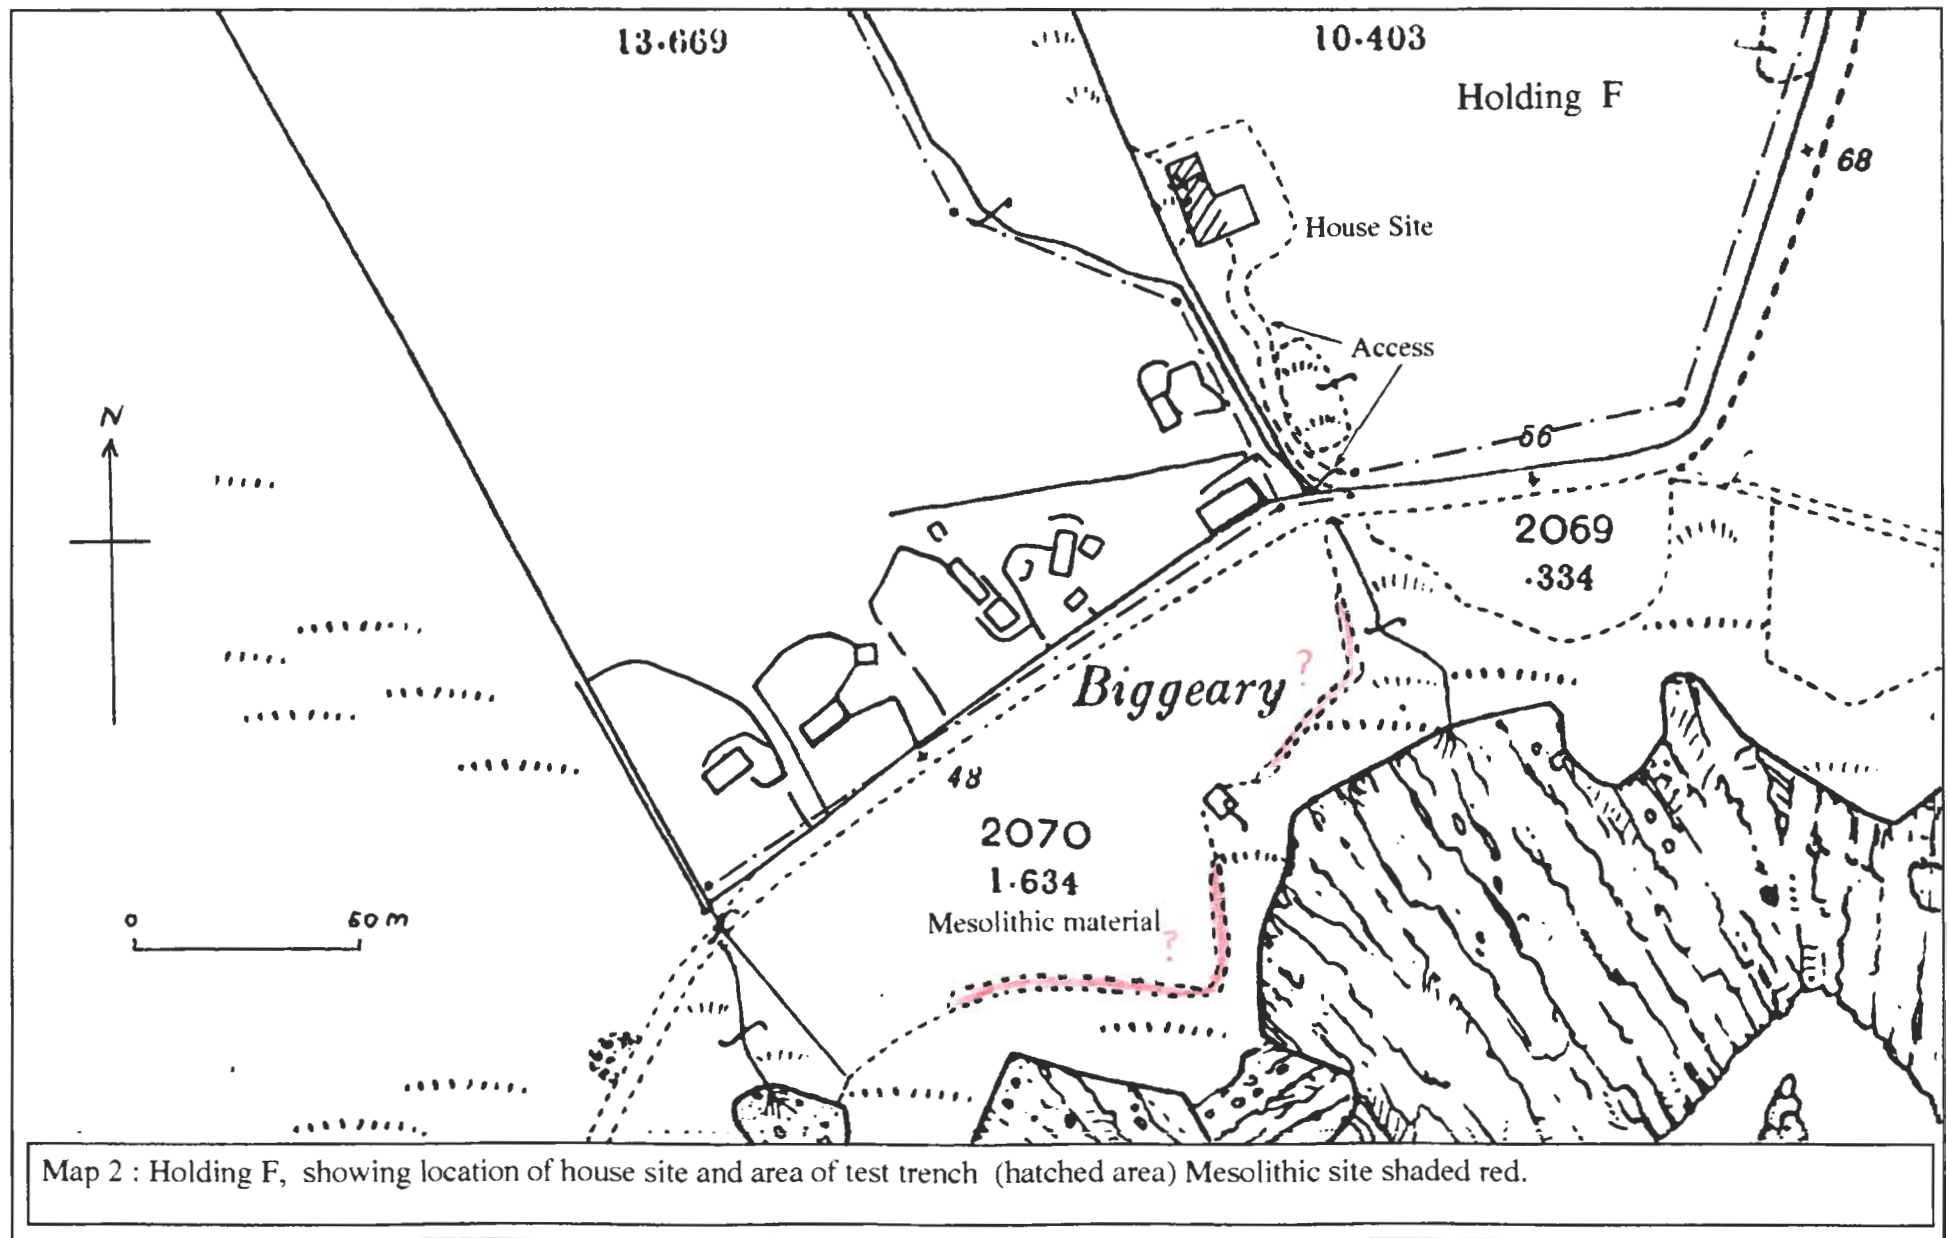 13·669
10·403
Holding F
68
House Site
Access
N
56
2069
·334
?
Biggeary
48
2070
1·634
Mesolithic material
?
0 50 m
Map 2 : Holding F, showing location of house site and area of test trench (hatched area) Mesolithic site shaded red.